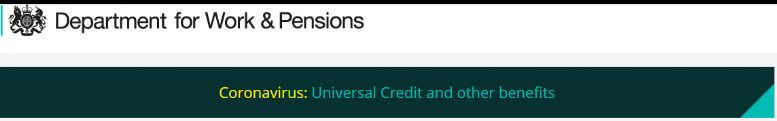 Department for Work & Pensions
Coronavirus: Universal Credit and other benefits